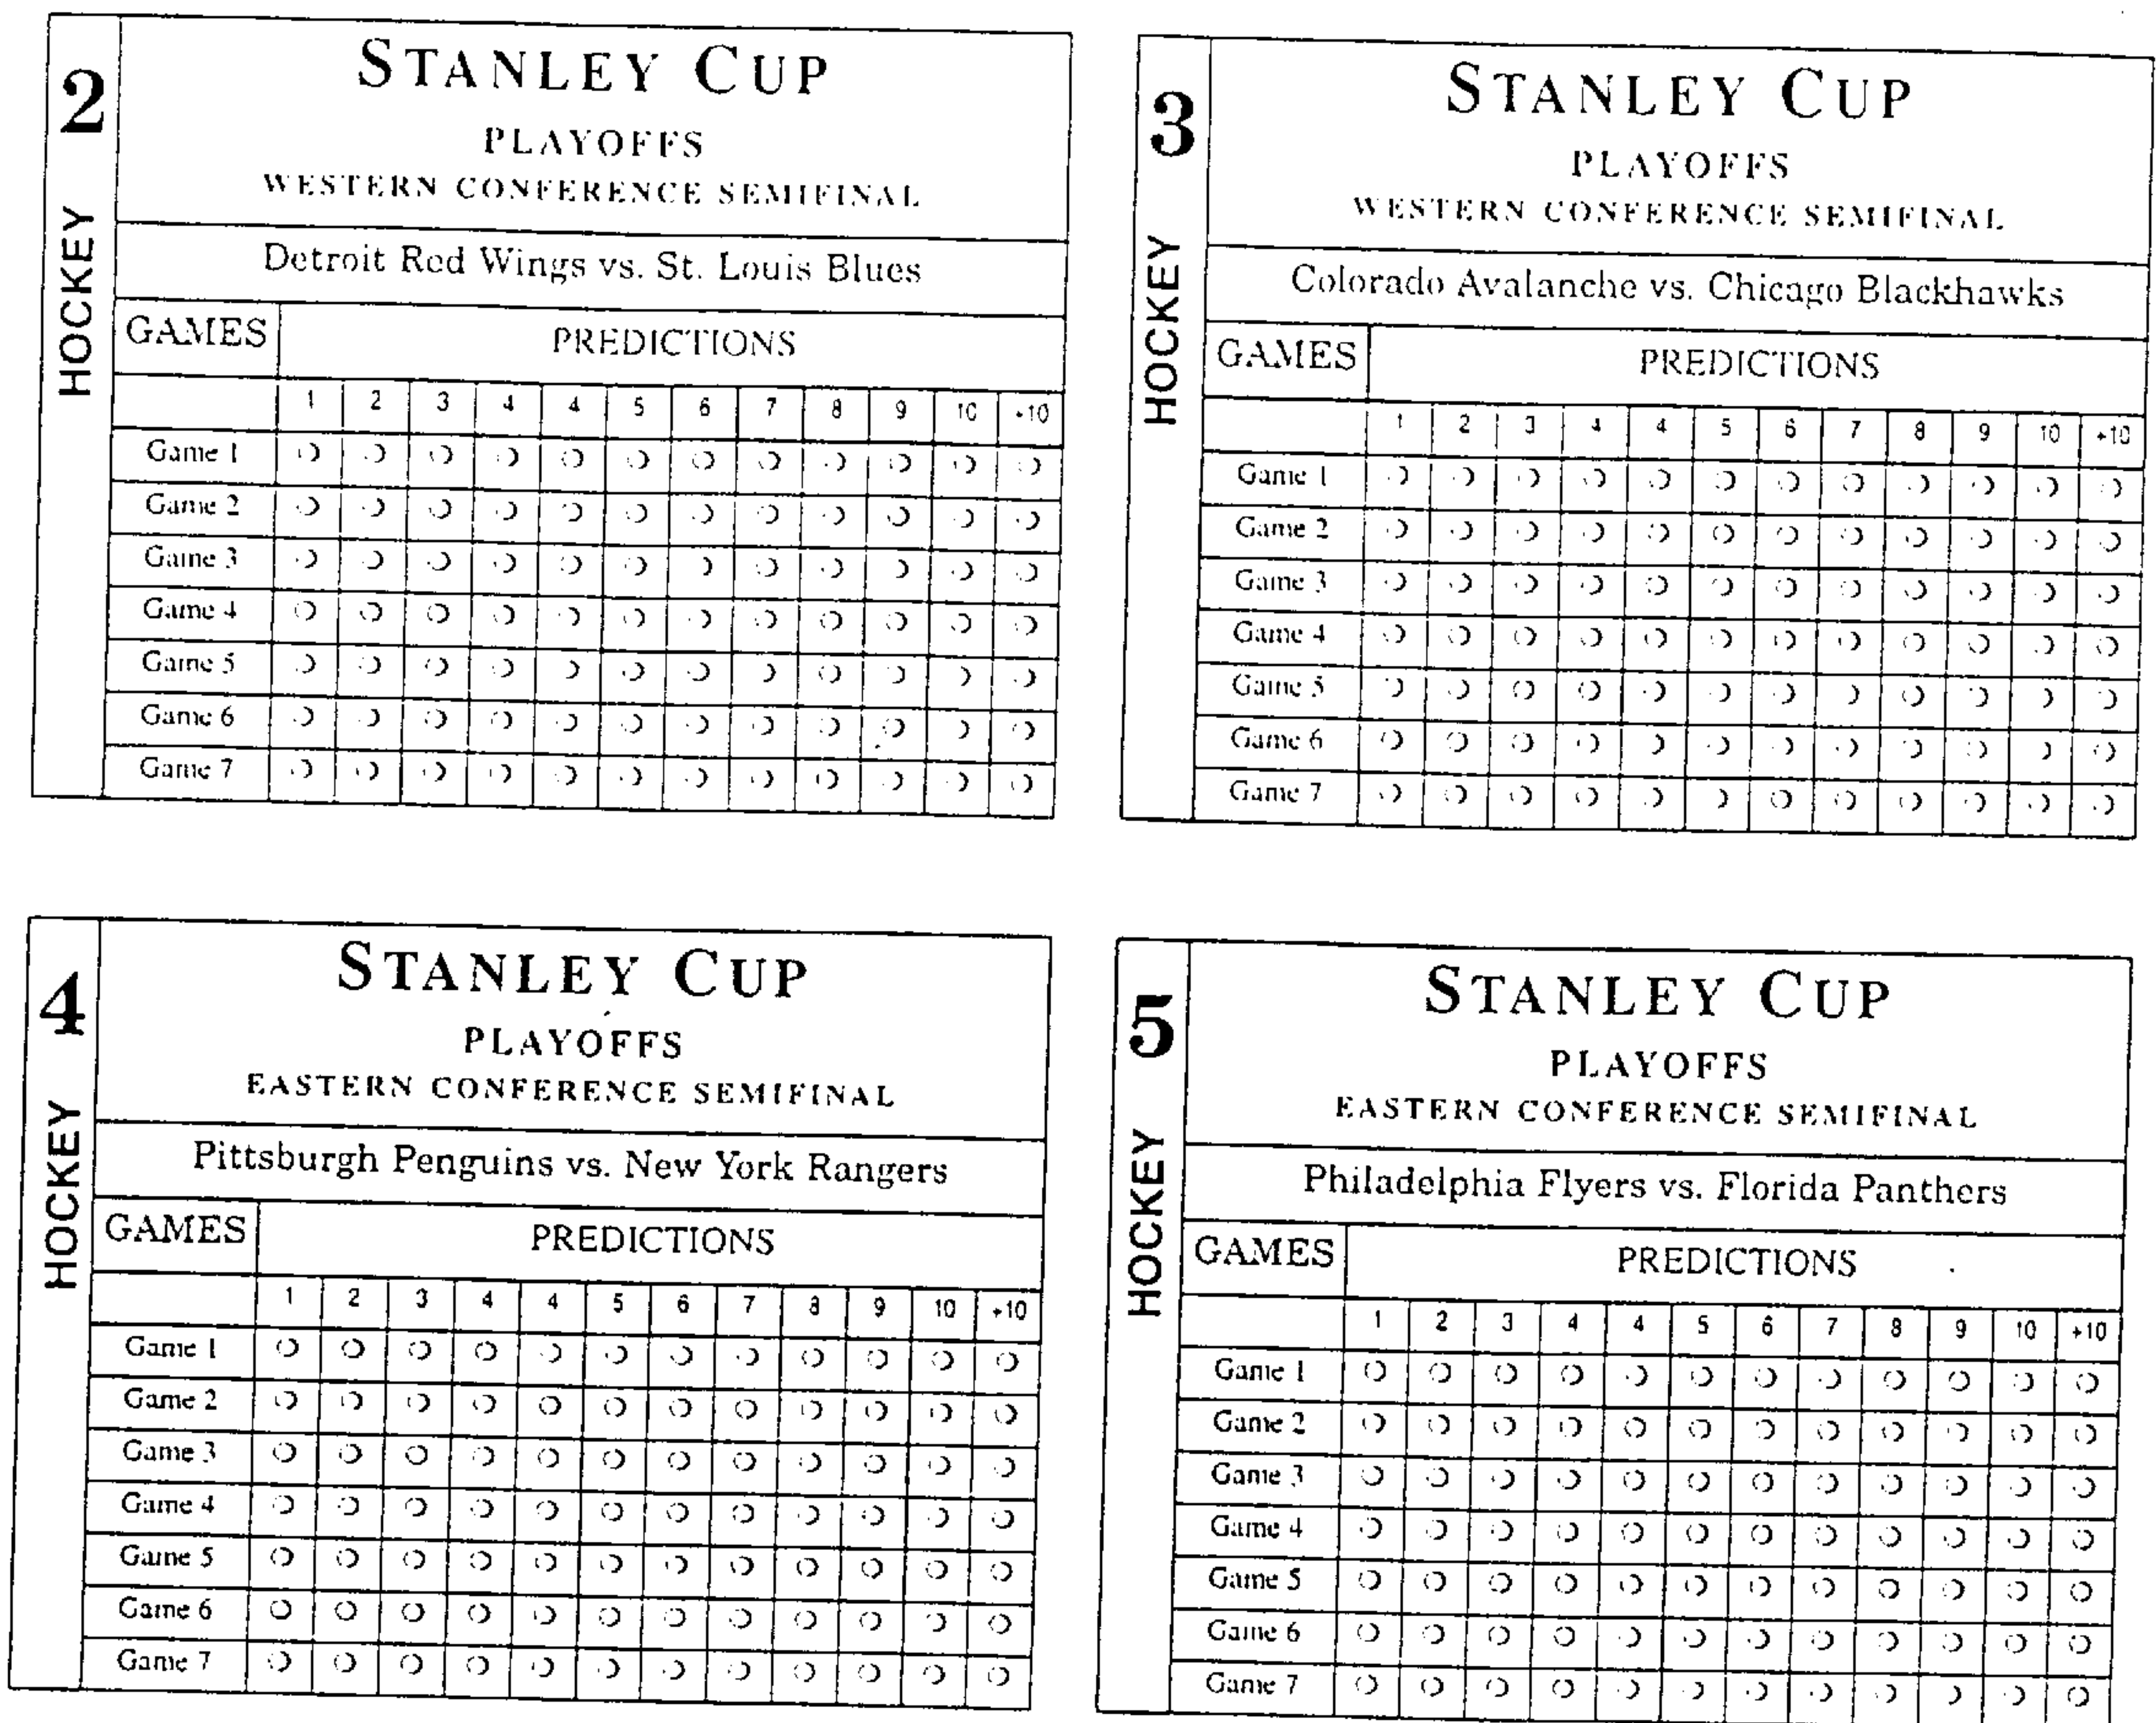 2
HOCKEY
STANLEY CUP
PLAYOFFS
WESTERN CONFERENCE SEMIFINAL
Detroit Red Wings vs. St. Louis Blues
GAMES PREDICTIONS
1 2 3 4 4 5 6 7 8 9 10 +10
Game 1
Game 2
Game 3
Game 4
Game 5
Game 6
Game 7
3
HOCKEY
STANLEY CUP
PLAYOFFS
WESTERN CONFERENCE SEMIFINAL
Colorado Avalanche vs. Chicago Blackhawks
GAMES PREDICTIONS
1 2 3 4 4 5 6 7 8 9 10 +10
Game 1
Game 2
Game 3
Game 4
Game 5
Game 6
Game 7
4
HOCKEY
STANLEY CUP
PLAYOFFS
EASTERN CONFERENCE SEMIFINAL
Pittsburgh Penguins vs. New York Rangers
GAMES PREDICTIONS
1 2 3 4 4 5 6 7 8 9 10 +10
Game 1
Game 2
Game 3
Game 4
Game 5
Game 6
Game 7
5
HOCKEY
STANLEY CUP
PLAYOFFS
EASTERN CONFERENCE SEMIFINAL
Philadelphia Flyers vs. Florida Panthers
GAMES PREDICTIONS
1 2 3 4 4 5 6 7 8 9 10 +10
Game 1
Game 2
Game 3
Game 4
Game 5
Game 6
Game 7